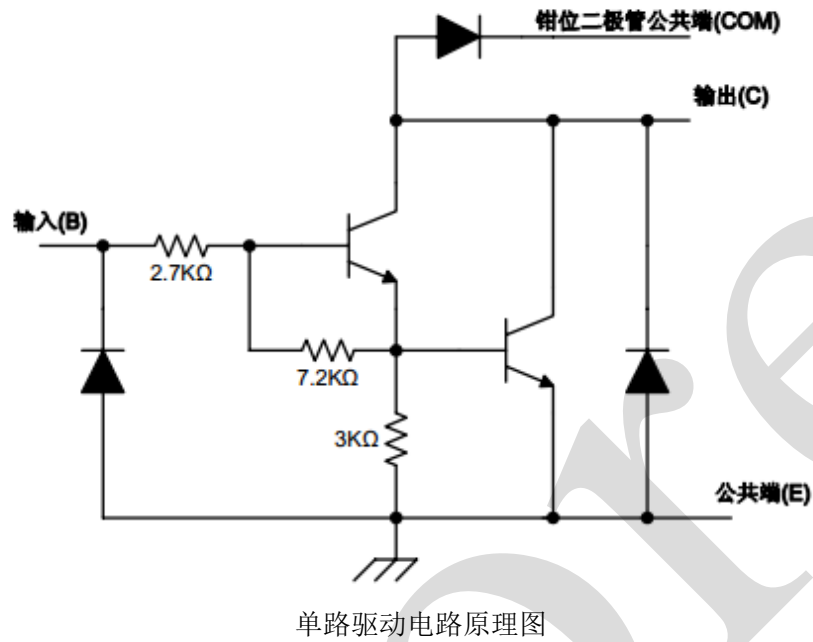 钳位二极管公共端(COM)
输出(C)
输入(B)
2.7KΩ
7.2KΩ
3KΩ
公共端(E)
单路驱动电路原理图